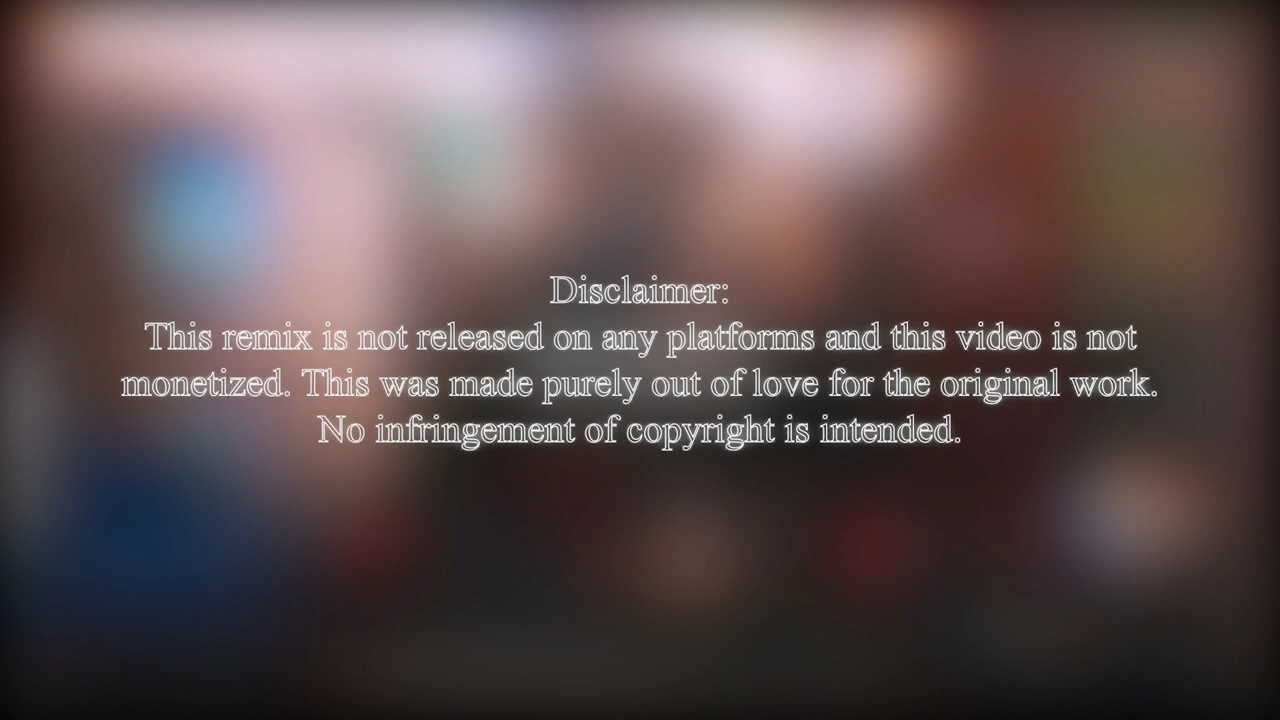 Disclaimer:
This remix is not released on any platforms and this video is not
monetized. This was made purely out of love for the original work.
No infringement of copyright is intended.